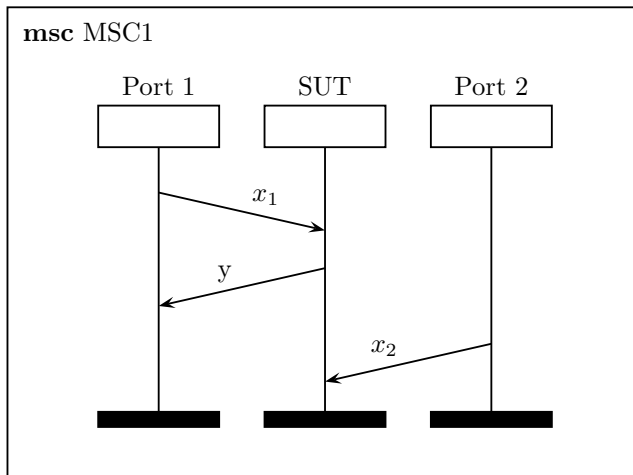 msc MSC1
Port 1 SUT Port 2
x₁
y
x₂